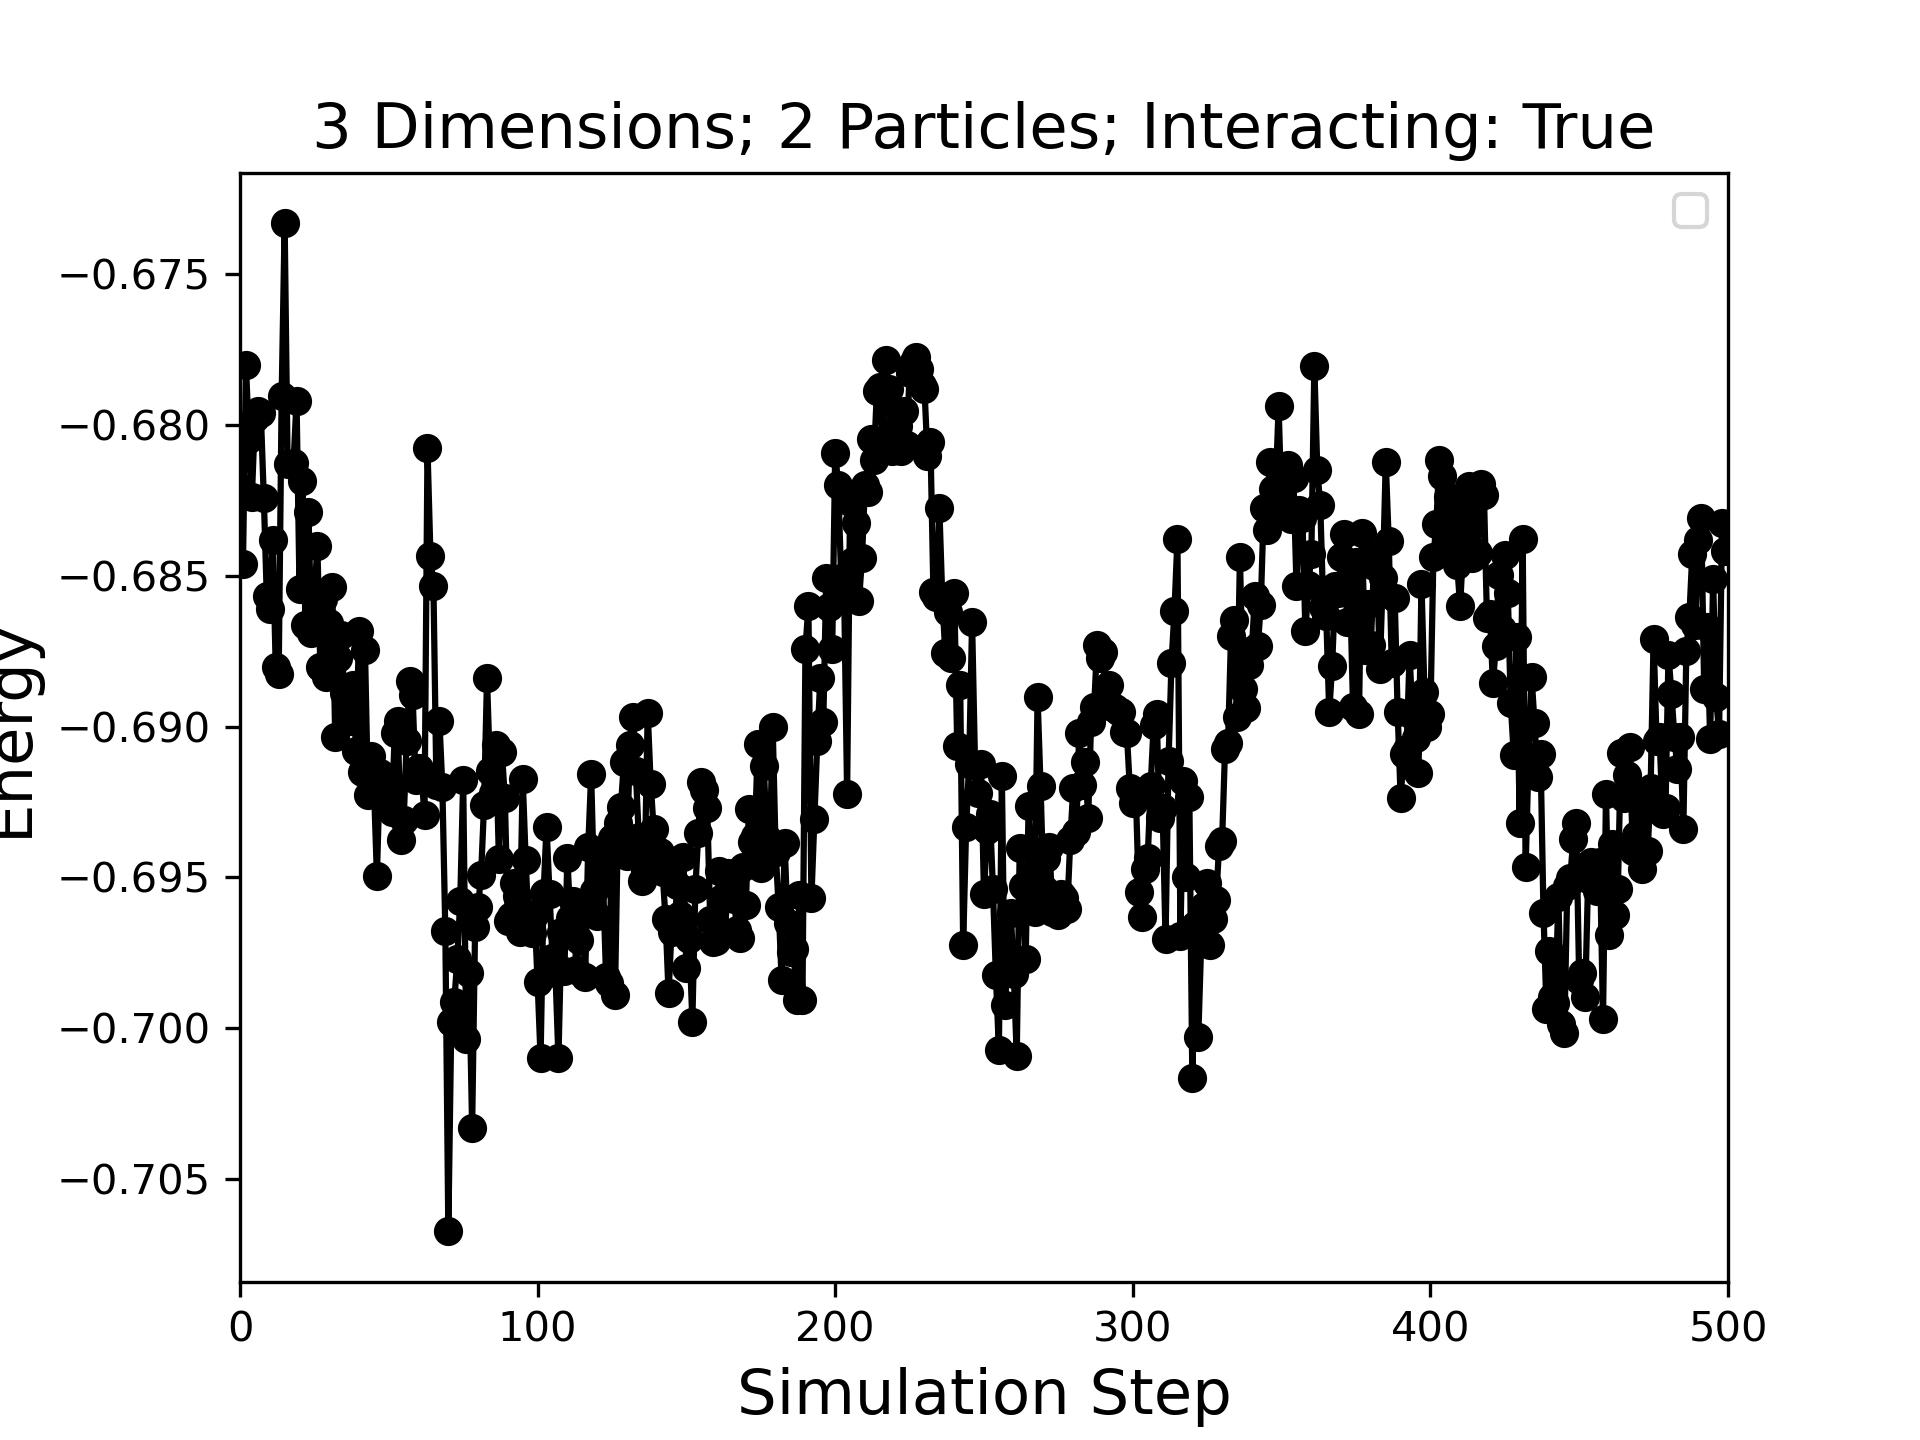 3 Dimensions; 2 Particles; Interacting: True
Energy
−0.675
−0.680
−0.685
−0.690
−0.695
−0.700
−0.705
0 100 200 300 400 500
Simulation Step